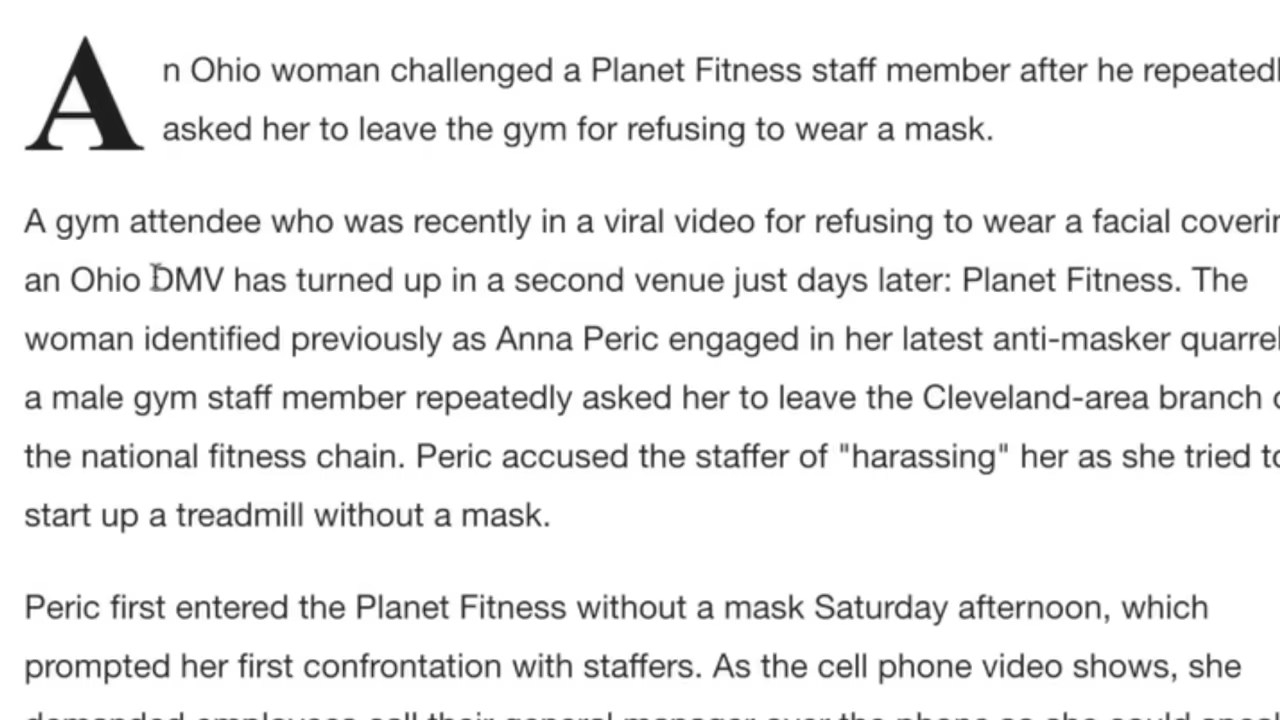 An Ohio woman challenged a Planet Fitness staff member after he
asked her to leave the gym for refusing to wear a mask.
A gym attendee who was recently in a viral video for refusing to wear a facial
an Ohio DMV has turned up in a second venue just days later: Planet Fitness. The
woman identified previously as Anna Peric engaged in her latest anti-masker
a male gym staff member repeatedly asked her to leave the Cleveland-area branch
the national fitness chain. Peric accused the staffer of "harassing" her as she tried to
start up a treadmill without a mask.
Peric first entered the Planet Fitness without a mask Saturday afternoon, which
prompted her first confrontation with staffers. As the cell phone video shows, she